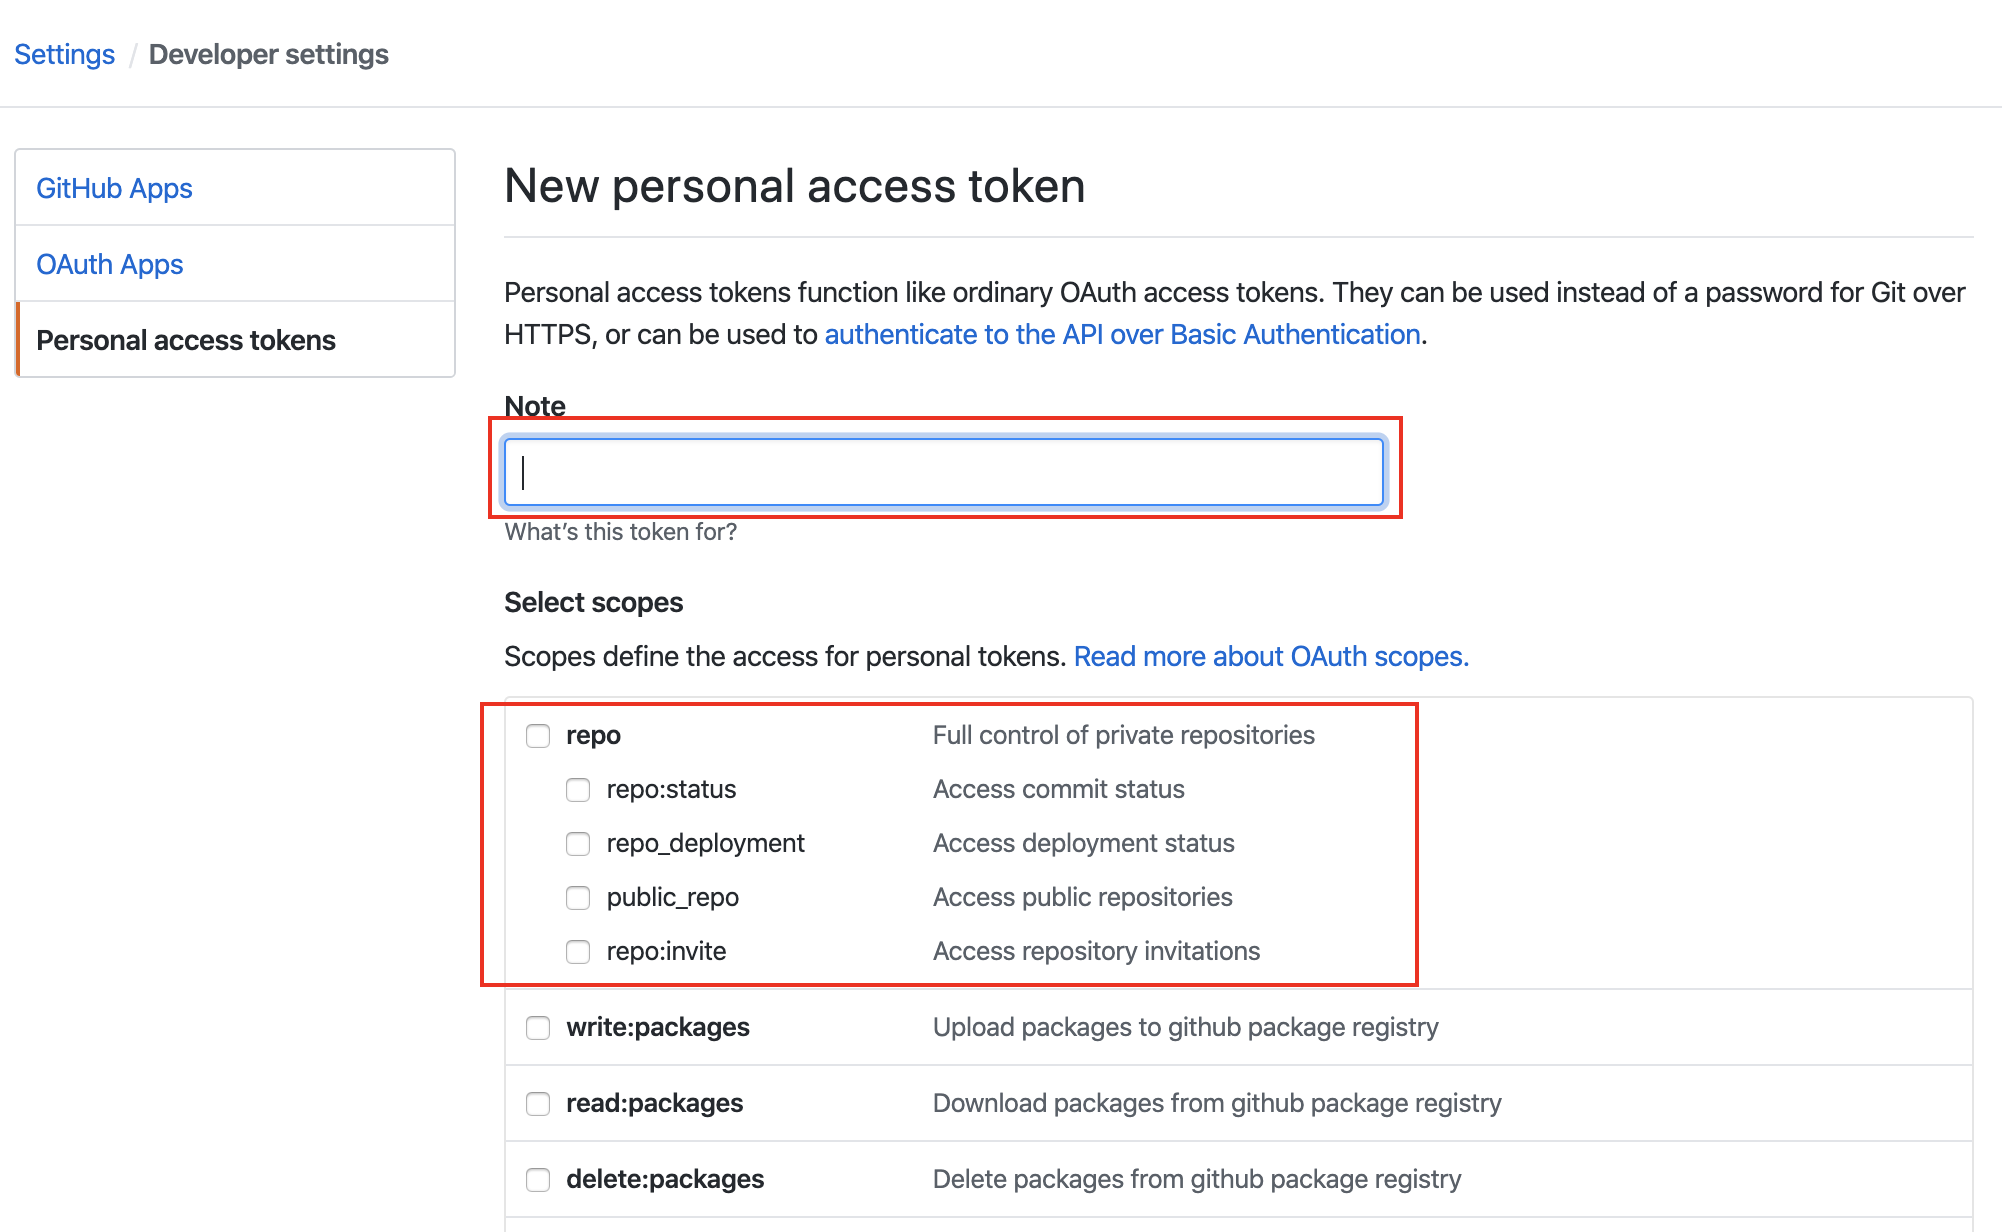 Settings / Developer settings
GitHub Apps
OAuth Apps
Personal access tokens
New personal access token
Personal access tokens function like ordinary OAuth access tokens. They can be used instead of a password for Git over
HTTPS, or can be used to authenticate to the API over Basic Authentication.
Note
What's this token for?
Select scopes
Scopes define the access for personal tokens. Read more about OAuth scopes.
repo Full control of private repositories
repo:status Access commit status
repo_deployment Access deployment status
public_repo Access public repositories
repo:invite Access repository invitations
write:packages Upload packages to github package registry
read:packages Download packages from github package registry
delete:packages Delete packages from github package registry